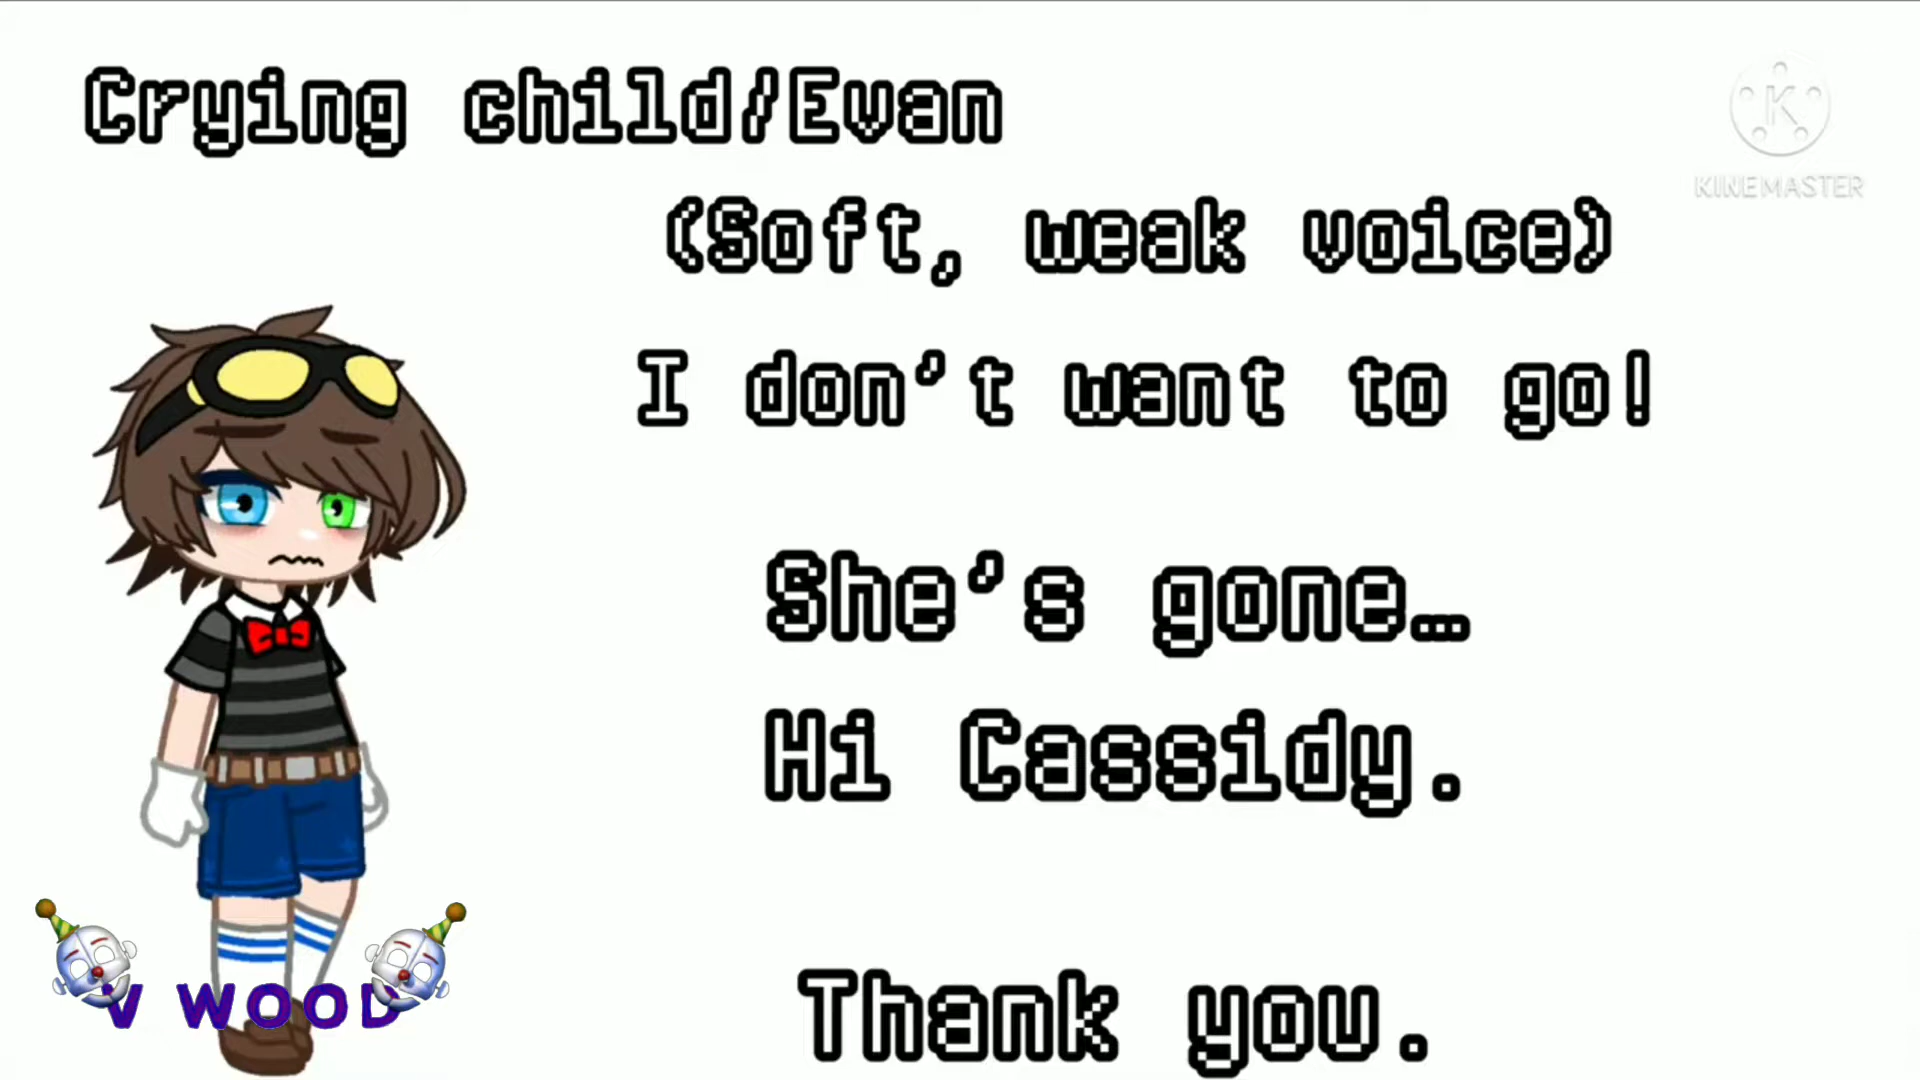 Crying child/Evan
KINEMASTER
(Soft, weak voice)
I don't want to go!
She's gone…
Hi Cassidy.
Thank you.
V WOOD